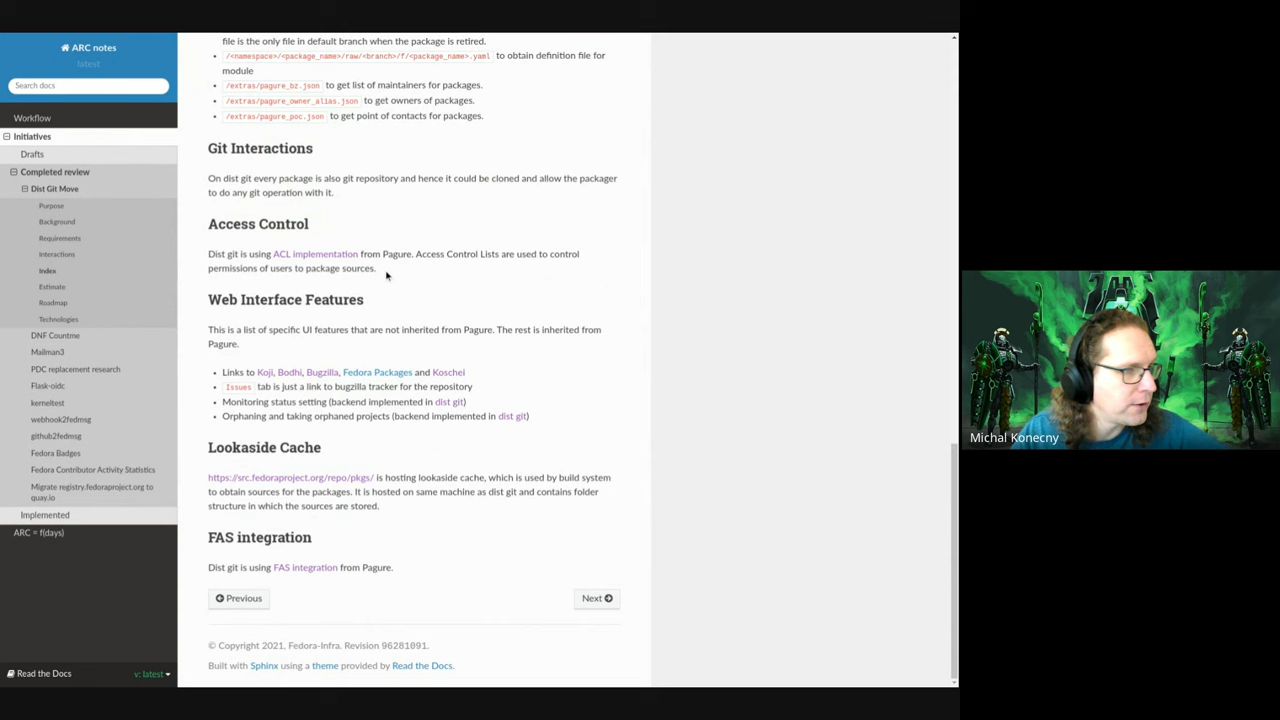 ARC notes
latest
Search docs
Workflow
Initiatives
Drafts
Completed review
Dist Git Move
Purpose
Background
Requirements
Interactions
Index
Estimate
Roadmap
Technologies
DNF Countme
Mailman3
PDC replacement research
Flask-oidc
kerneltest
webhook2fedmsg
github2fedmsg
Fedora Badges
Fedora Contributor Activity Statistics
Migrate registry.fedoraproject.org to
quay.io
Implemented
ARC = f(days)
Read the Docs
v: latest
file is the only file in default branch when the package is retired.
/<namespace>/<package_name>/raw/<branch>/f/<package_name>.yaml to obtain definition file for
module
/extras/pagure_bz.json to get list of maintainers for packages.
/extras/pagure_owner_alias.json to get owners of packages.
/extras/pagure_poc.json to get point of contacts for packages.
Git Interactions
On dist git every package is also git repository and hence it could be cloned and allow the packager
to do any git operation with it.
Access Control
Dist git is using ACL implementation from Pagure. Access Control Lists are used to control
permissions of users to package sources.
Web Interface Features
This is a list of specific UI features that are not inherited from Pagure. The rest is inherited from
Pagure.
Links to Koji, Bodhi, Bugzilla, Fedora Packages and Koschei
Issues tab is just a link to bugzilla tracker for the repository
Monitoring status setting (backend implemented in dist git)
Orphaning and taking orphaned projects (backend implemented in dist git)
Lookaside Cache
https://src.fedoraproject.org/repo/pkgs/ is hosting lookaside cache, which is used by build system
to obtain sources for the packages. It is hosted on same machine as dist git and contains folder
structure in which the sources are stored.
FAS integration
Dist git is using FAS integration from Pagure.
Previous
Next
© Copyright 2021, Fedora-Infra. Revision 96281091.
Built with Sphinx using a theme provided by Read the Docs.
Michal Konecny